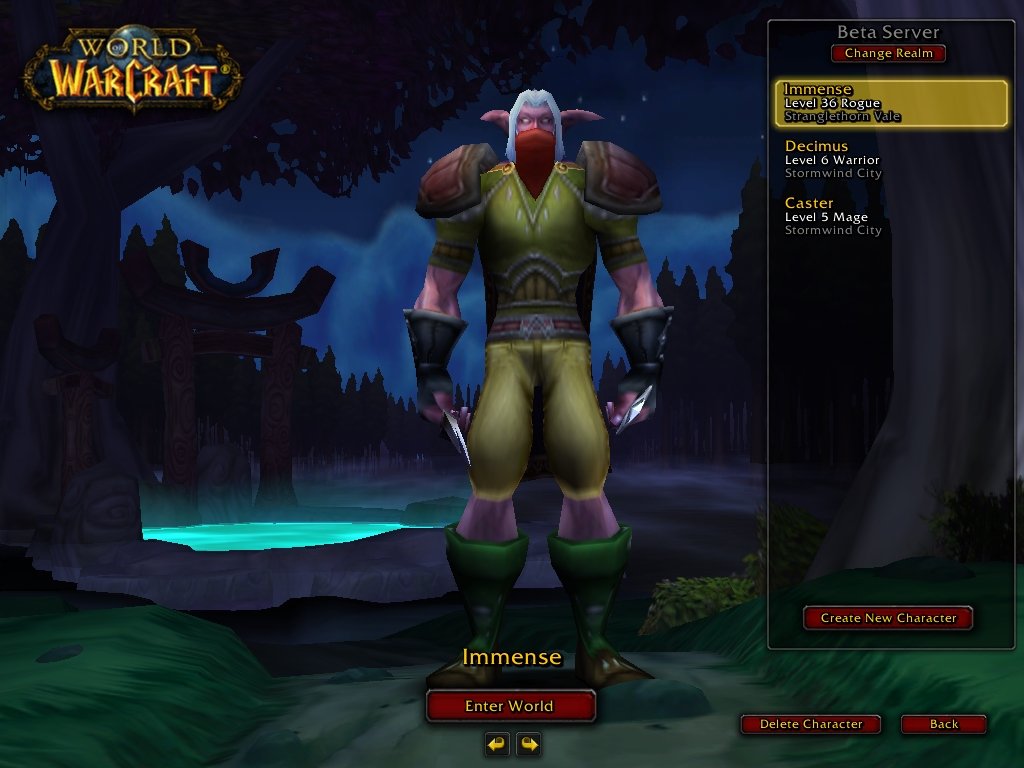 WORLD
WARCRAFT®
OF
Beta Server
Change Realm
Immense
Level 36 Rogue
Stranglethorn Vale
Decimus
Level 6 Warrior
Stormwind City
Caster
Level 5 Mage
Stormwind City
Create New Character
Immense
Enter World
Delete Character
Back